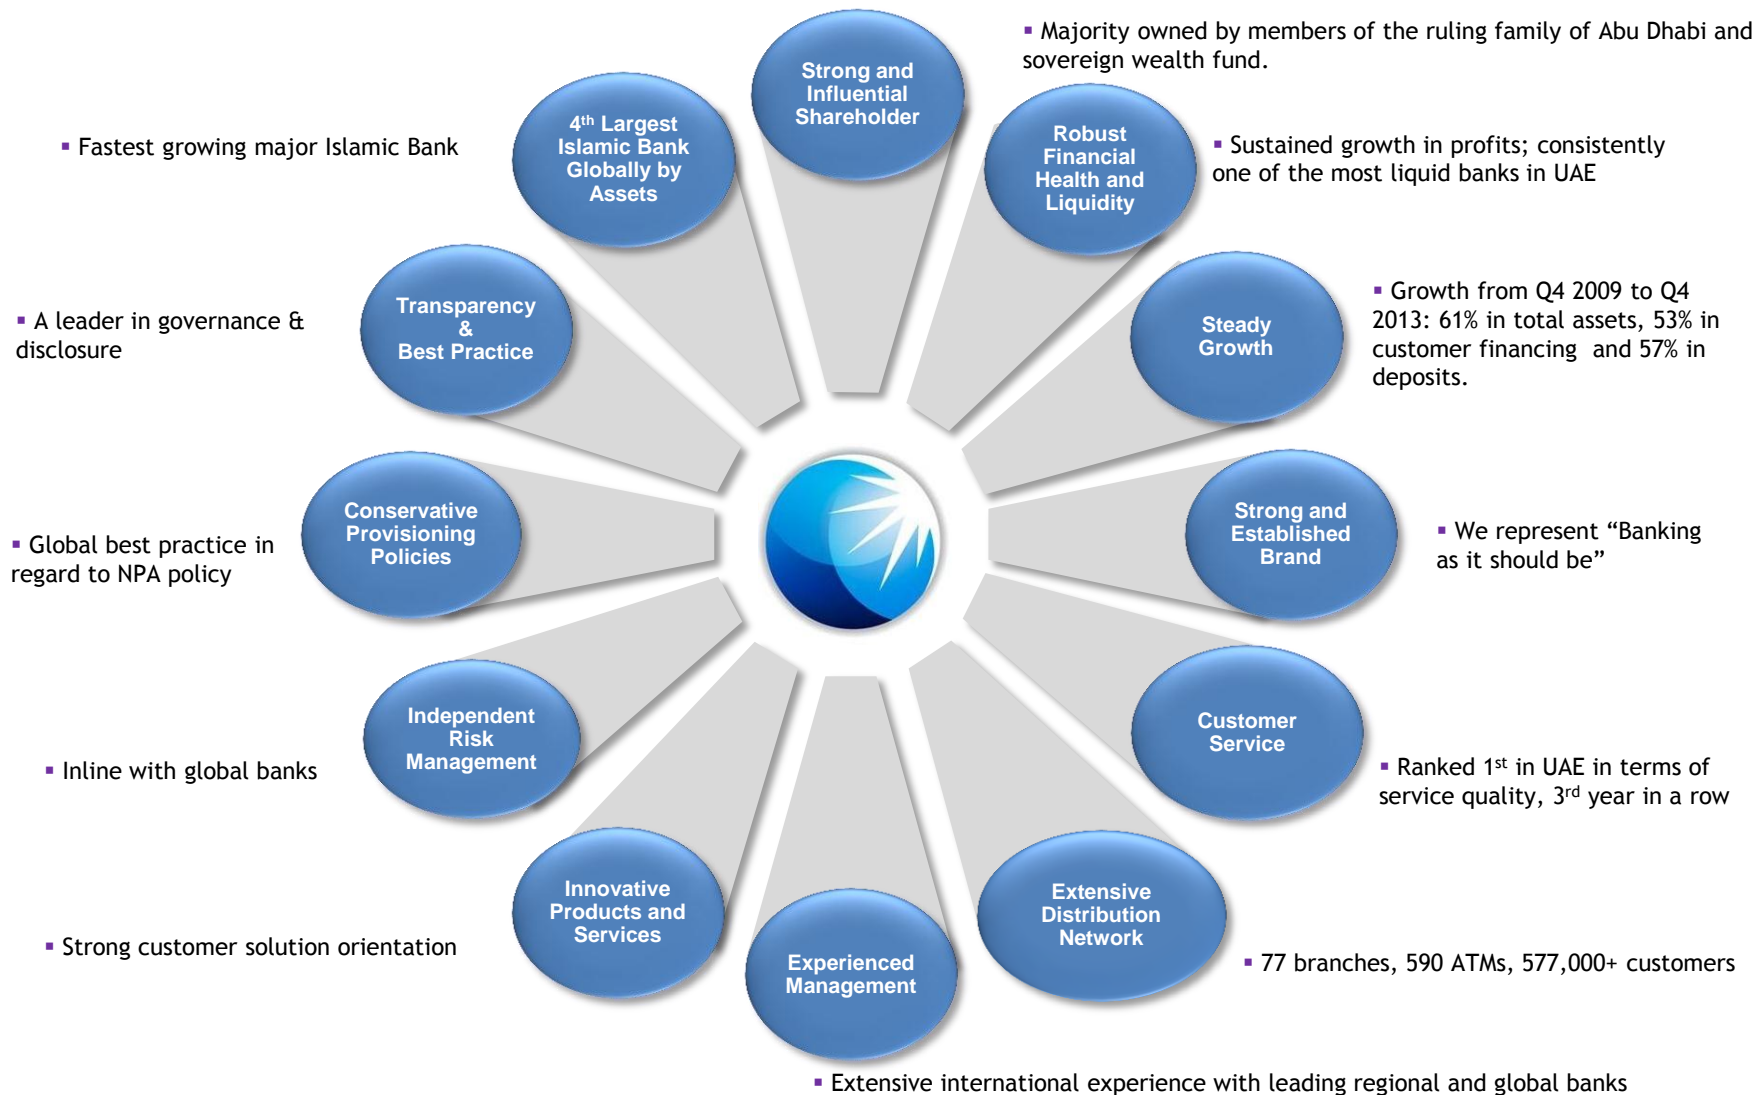 ▪ Majority owned by members of the ruling family of Abu Dhabi and
sovereign wealth fund.
Strong and
Influential
Shareholder
4th Largest
Islamic Bank
Globally by
Assets
▪ Fastest growing major Islamic Bank
Robust
Financial
Health and
Liquidity
▪ Sustained growth in profits; consistently
one of the most liquid banks in UAE
Transparency
&
Best Practice
▪ A leader in governance &
disclosure
Steady
Growth
▪ Growth from Q4 2009 to Q4
2013: 61% in total assets, 53% in
customer financing and 57% in
deposits.
Conservative
Provisioning
Policies
▪ Global best practice in
regard to NPA policy
Strong and
Established
Brand
▪ We represent “Banking
as it should be”
Independent
Risk
Management
▪ Inline with global banks
Customer
Service
▪ Ranked 1st in UAE in terms of
service quality, 3rd year in a row
Innovative
Products and
Services
▪ Strong customer solution orientation
Extensive
Distribution
Network
▪ 77 branches, 590 ATMs, 577,000+ customers
Experienced
Management
▪ Extensive international experience with leading regional and global banks